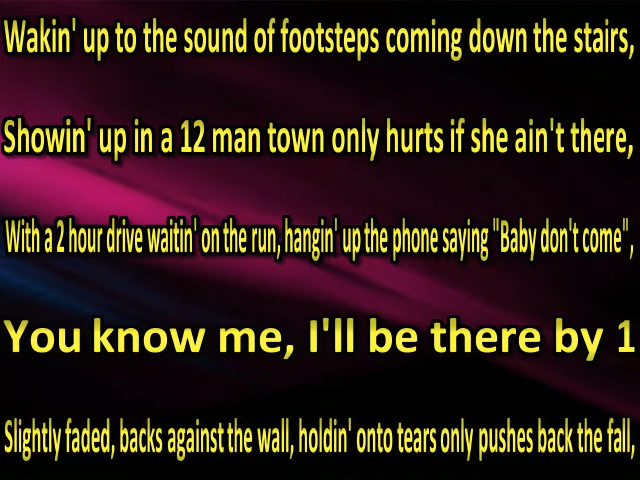 Wakin' up to the sound of footsteps coming down the stairs,
Showin' up in a 12 man town only hurts if she ain't there,
With a 2 hour drive waitin' on the run, hangin' up the phone saying "Baby don't come",
You know me, I'll be there by 1
Slightly faded, backs against the wall, holdin' onto tears only pushes back the fall,